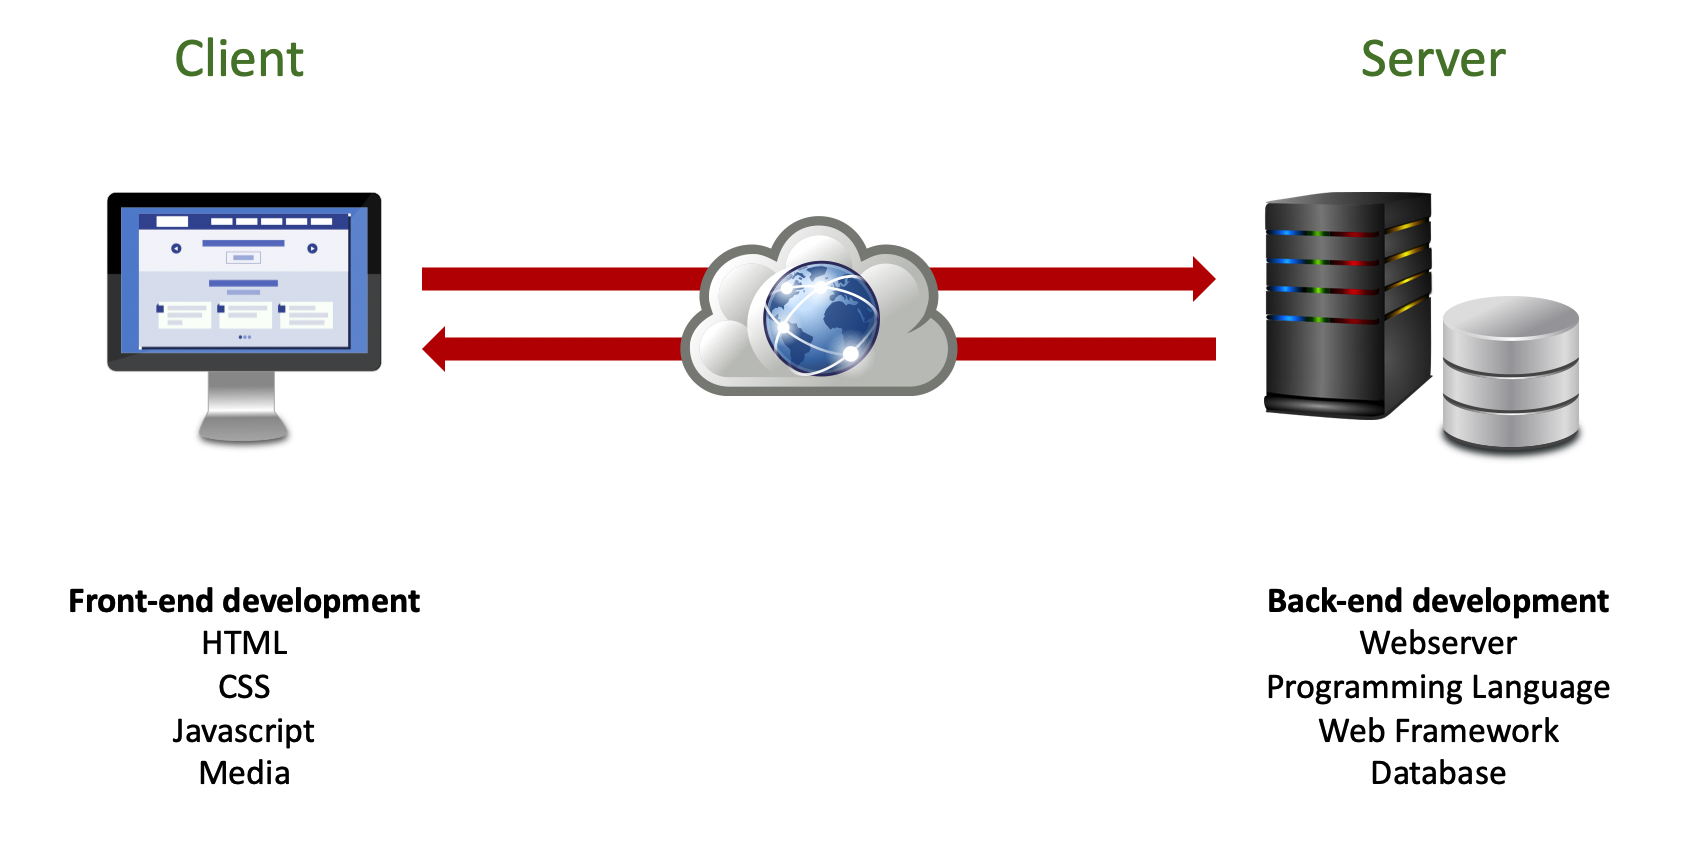 Client
Server
Front-end development
HTML
CSS
Javascript
Media
Back-end development
Webserver
Programming Language
Web Framework
Database